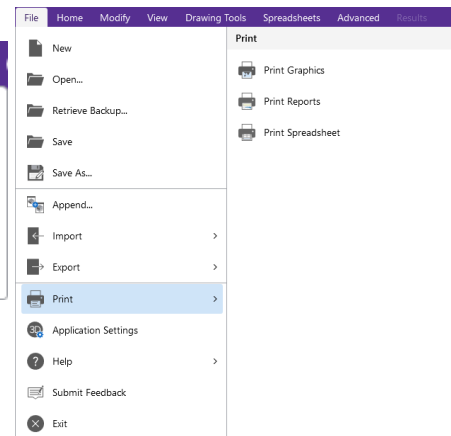 File Home Modify View Drawing Tools Spreadsheets Advanced Results
New
Open...
Retrieve Backup...
Save
Save As...
Append...
Import
Export
Print
3D Application Settings
? Help
Submit Feedback
Exit
Print
Print Graphics
Print Reports
Print Spreadsheet